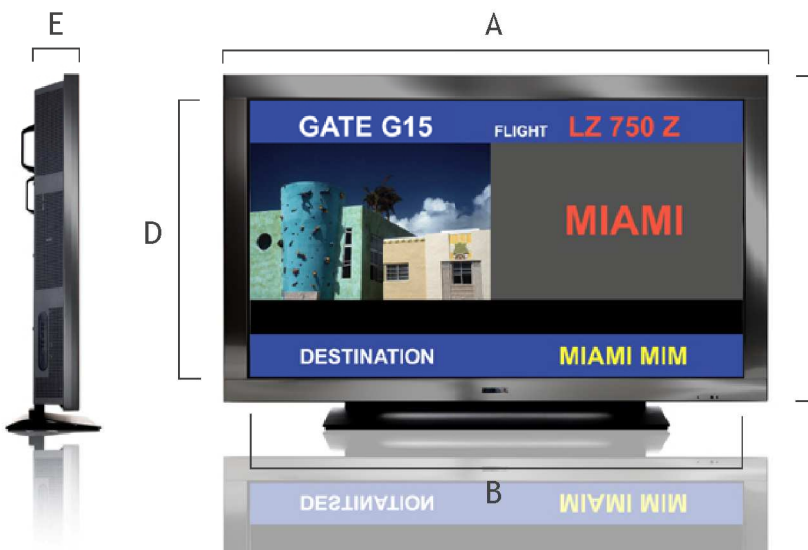 E
A
GATE G15 FLIGHT LZ 750 Z
MIAMI
D
DESTINATION MIAMI MIM
B
DESTINATION MIAMI MIM